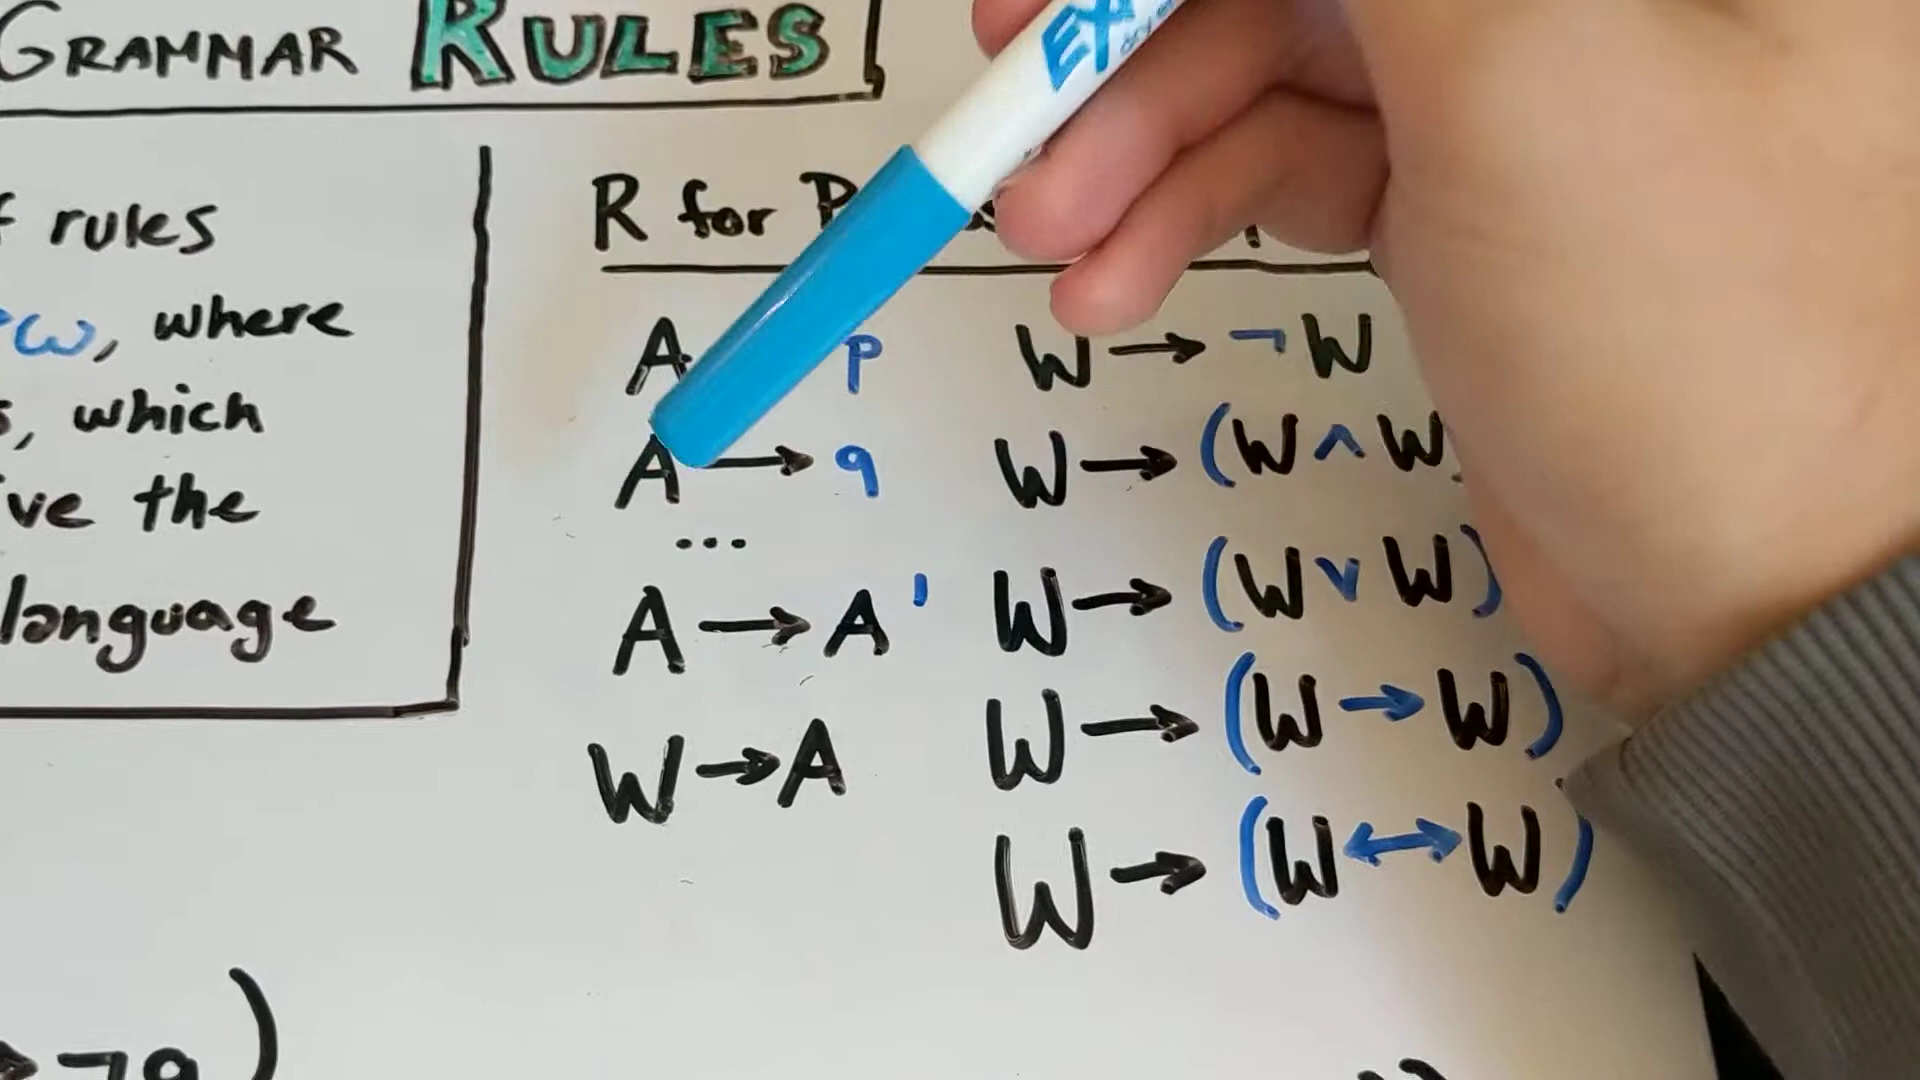 GRAMMAR RULES
rules
ω, where
which
ve the
language
R for
A p
A → q
...
A → A'
W → A
W → ¬W
W → (W ∧ W
W → (W ∨ W)
W → (W → W)
W → (W ↔ W)
¬q)